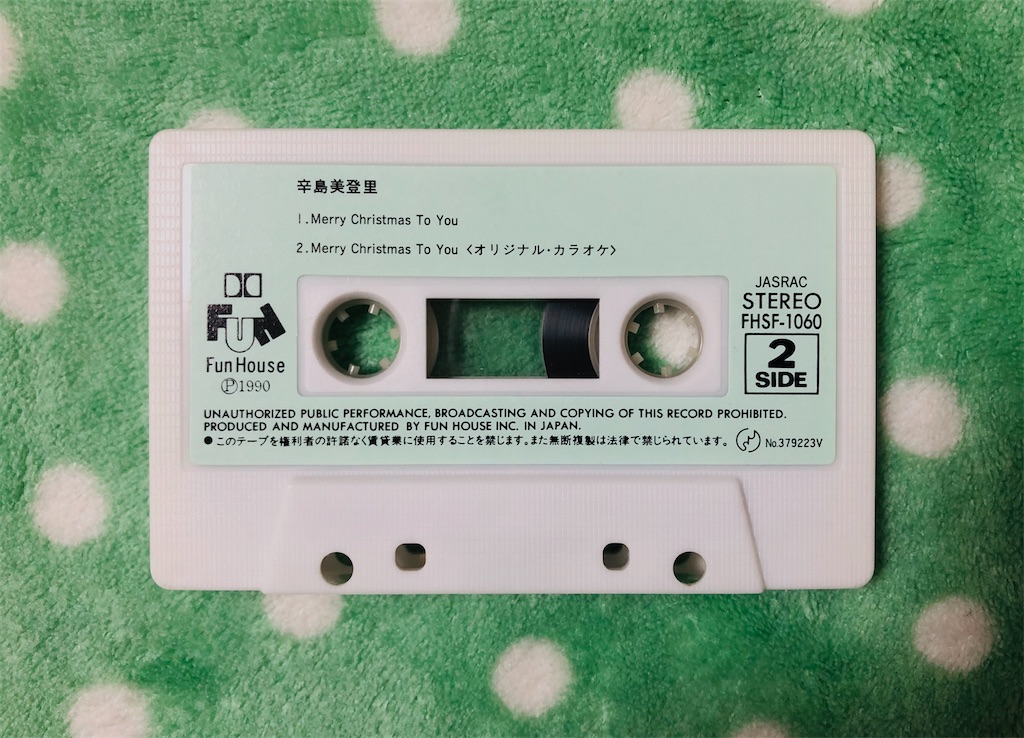 辛島美登里
1.Merry Christmas To You
2.Merry Christmas To You〈オリジナル・カラオケ〉
JASRAC
STEREO
FHSF-1060
2
SIDE
FUN
Fun House
Ⓟ1990
UNAUTHORIZED PUBLIC PERFORMANCE, BROADCASTING AND COPYING OF THIS RECORD PROHIBITED.
PRODUCED AND MANUFACTURED BY FUN HOUSE INC. IN JAPAN.
●このテープを権利者の許諾なく賃貸業に使用することを禁じます。また無断複製は法律で禁じられています。 No.379223V